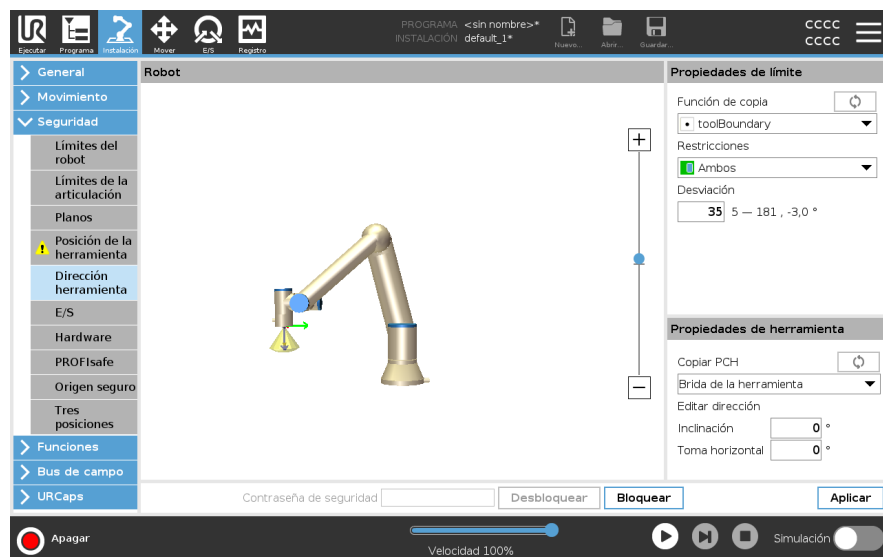 PROGRAMA <sin nombre>*
INSTALACIÓN default_1*
CCCC
CCCC
Ejecutar Programa Instalación Mover E/S Registro
Nuevo... Abrir... Guardar...
General
Movimiento
Seguridad
Límites del
robot
Límites de la
articulación
Planos
Posición de la
herramienta
Dirección
herramienta
E/S
Hardware
PROFIsafe
Origen seguro
Tres
posiciones
Funciones
Bus de campo
URCaps
Robot
Propiedades de límite
Función de copia
toolBoundary
Restricciones
Ambos
Desviación
35 5 — 181 , -3,0 °
Propiedades de herramienta
Copiar PCH
Brida de la herramienta
Editar dirección
Inclinación 0 °
Toma horizontal 0 °
Contraseña de seguridad Desbloquear Bloquear Aplicar
Apagar
Velocidad 100%
Simulación